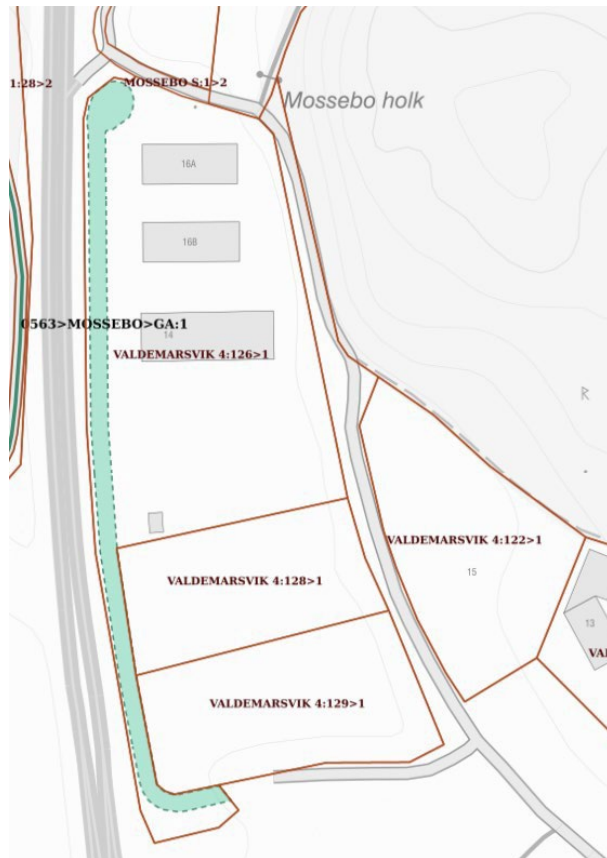 1:28>2
MOSSEBO S:1>2
Mossebo holk
16A
16B
0563>MOSSEBO>GA:1
14
VALDEMARSVIK 4:126>1
R
VALDEMARSVIK 4:122>1
15
VALDEMARSVIK 4:128>1
13
VAL
VALDEMARSVIK 4:129>1